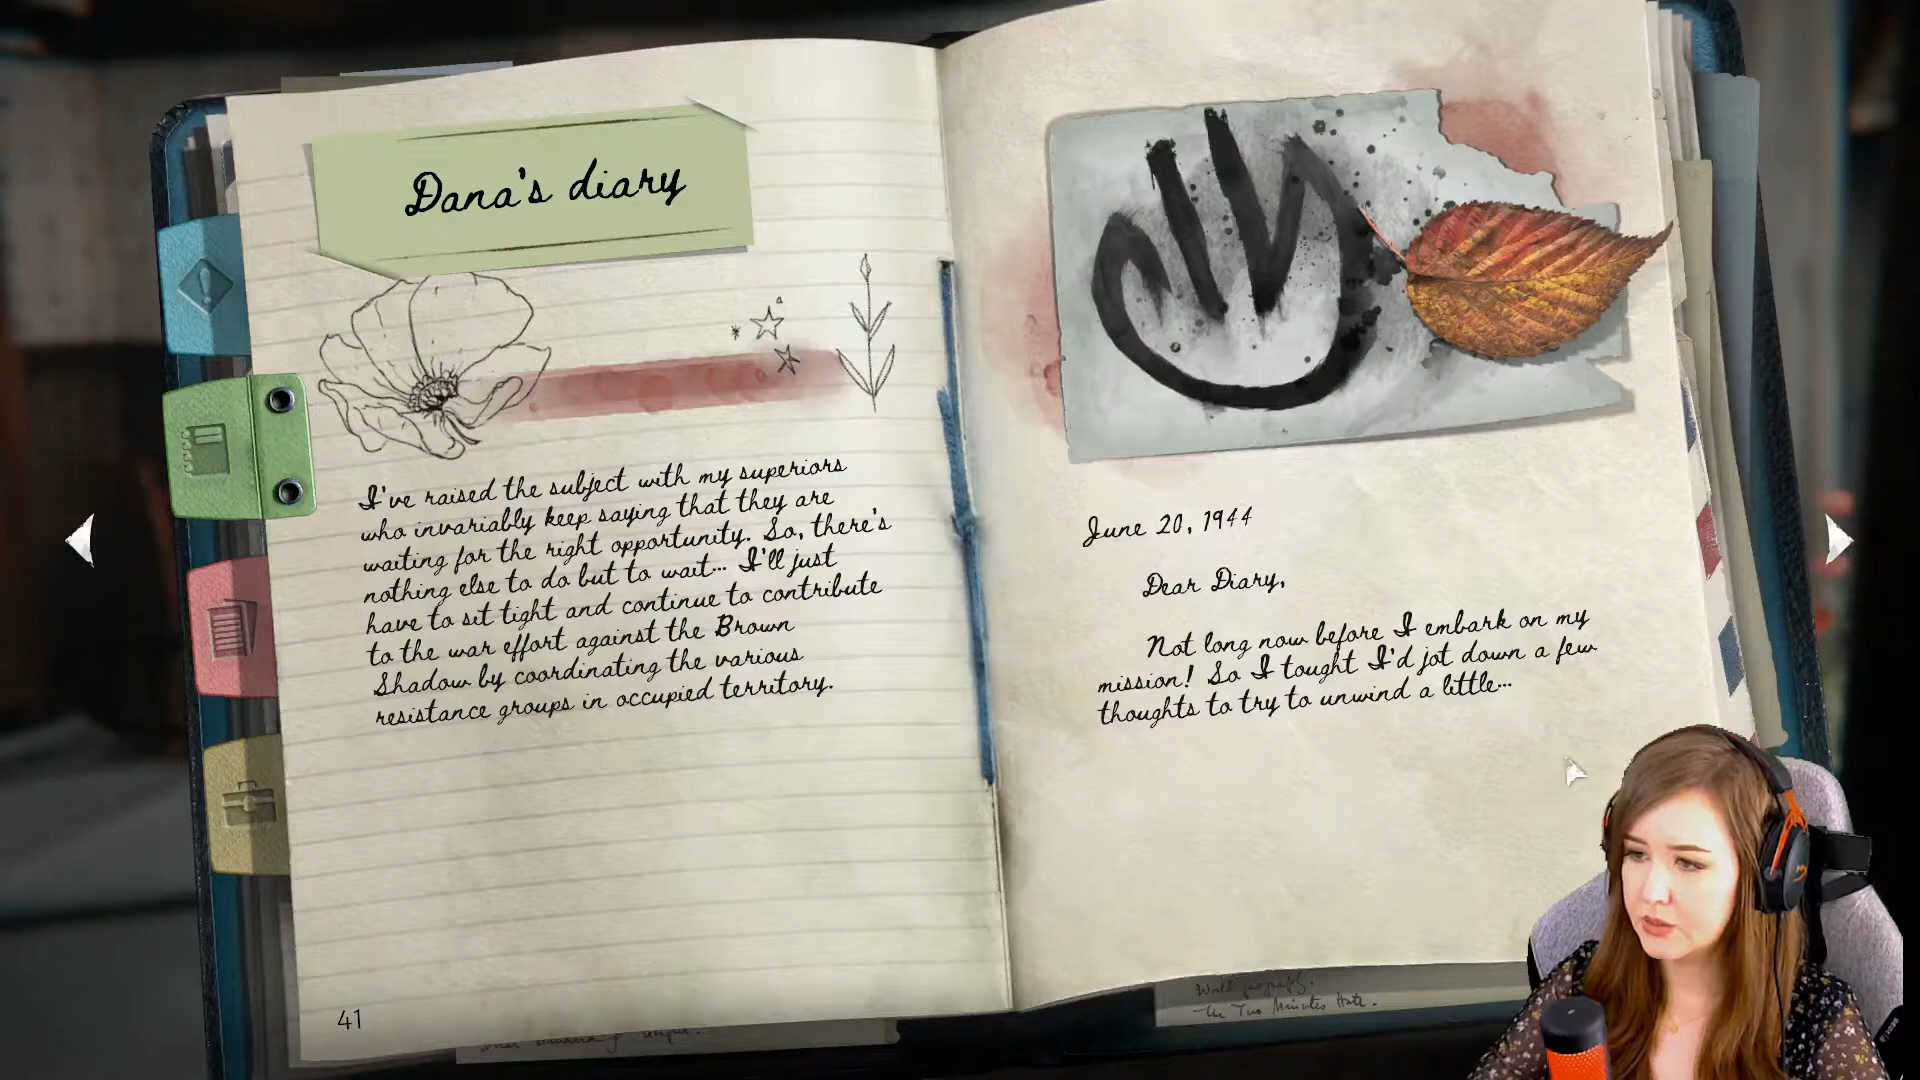 Dana's diary
I've raised the subject with my superiors
who invariably keep saying that they are
waiting for the right opportunity. So, there's
nothing else to do but to wait... I'll just
have to sit tight and continue to contribute
to the war effort against the Brown
Shadow by coordinating the various
resistance groups in occupied territory.
41
June 20, 1944
Dear Diary,
Not long now before I embark on my
mission! So I tought I'd jot down a few
thoughts to try to unwind a little...
The Two Minutes Hate.